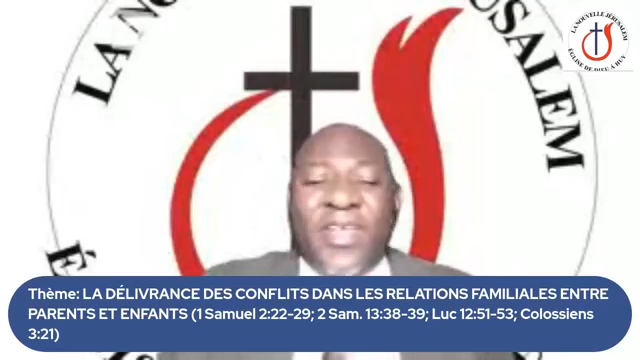 LA NO
USALEM
É
LA NOUVELLE JÉRUSALEM
ÉGLISE DE DIEU À HUY
Thème: LA DÉLIVRANCE DES CONFLITS DANS LES RELATIONS FAMILIALES ENTRE
PARENTS ET ENFANTS (1 Samuel 2:22-29; 2 Sam. 13:38-39; Luc 12:51-53; Colossiens
3:21)